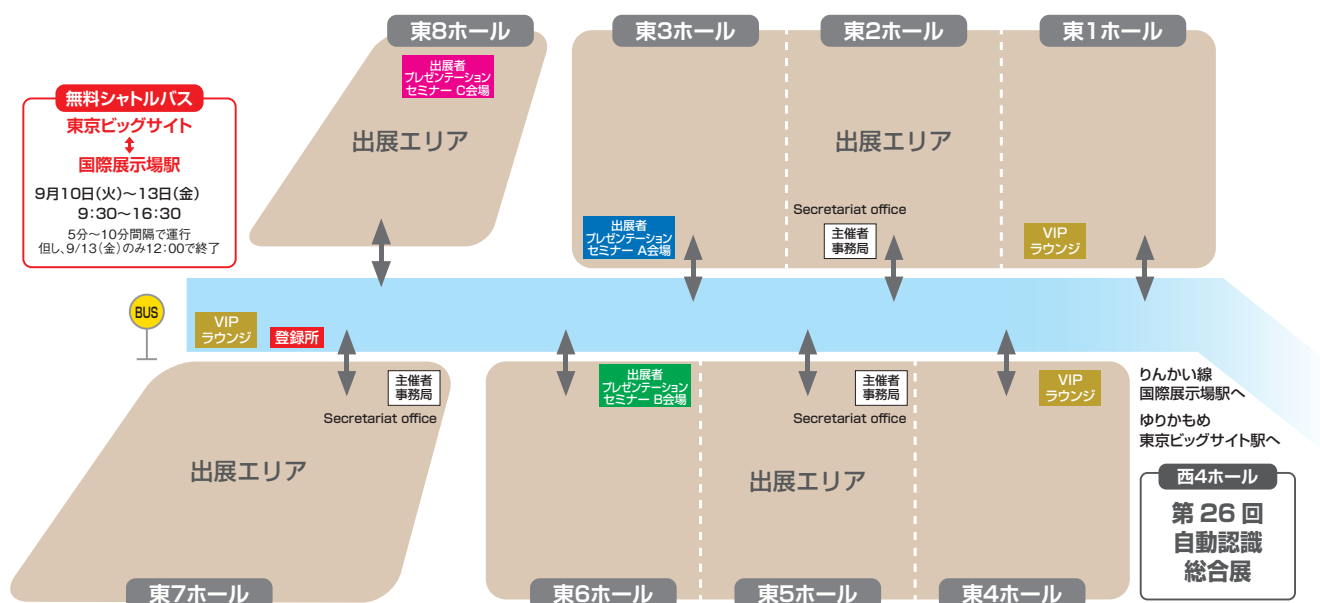 東8ホール
東3ホール
東2ホール
東1ホール
出展者
プレゼンテーション
セミナー C会場
出展エリア
出展エリア
無料シャトルバス
東京ビッグサイト
国際展示場駅
9月10日(火)～13日(金)
9:30～16:30
5分～10分間隔で運行
但し、9/13(金)のみ12:00で終了
出展者
プレゼンテーション
セミナー A会場
Secretariat office
主催者
事務局
VIP
ラウンジ
BUS
VIP
ラウンジ
登録所
主催者
事務局
Secretariat office
出展者
プレゼンテーション
セミナー B会場
主催者
事務局
Secretariat office
VIP
ラウンジ
りんかい線
国際展示場駅へ
ゆりかもめ
東京ビッグサイト駅へ
出展エリア
出展エリア
西4ホール
第26回
自動認識
総合展
東7ホール
東6ホール
東5ホール
東4ホール